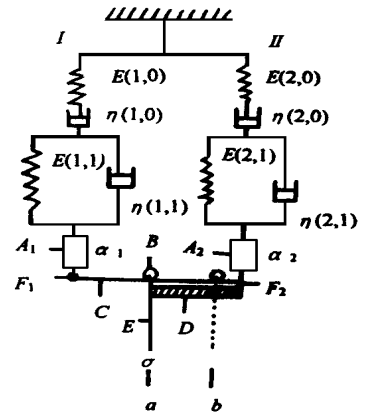 I II
E(1,0) E(2,0)
η(1,0) η(2,0)
E(1,1) E(2,1)
η(1,1) η(2,1)
A₁ α₁ B A₂ α₂
F₁ F₂
C E D
σ
a b